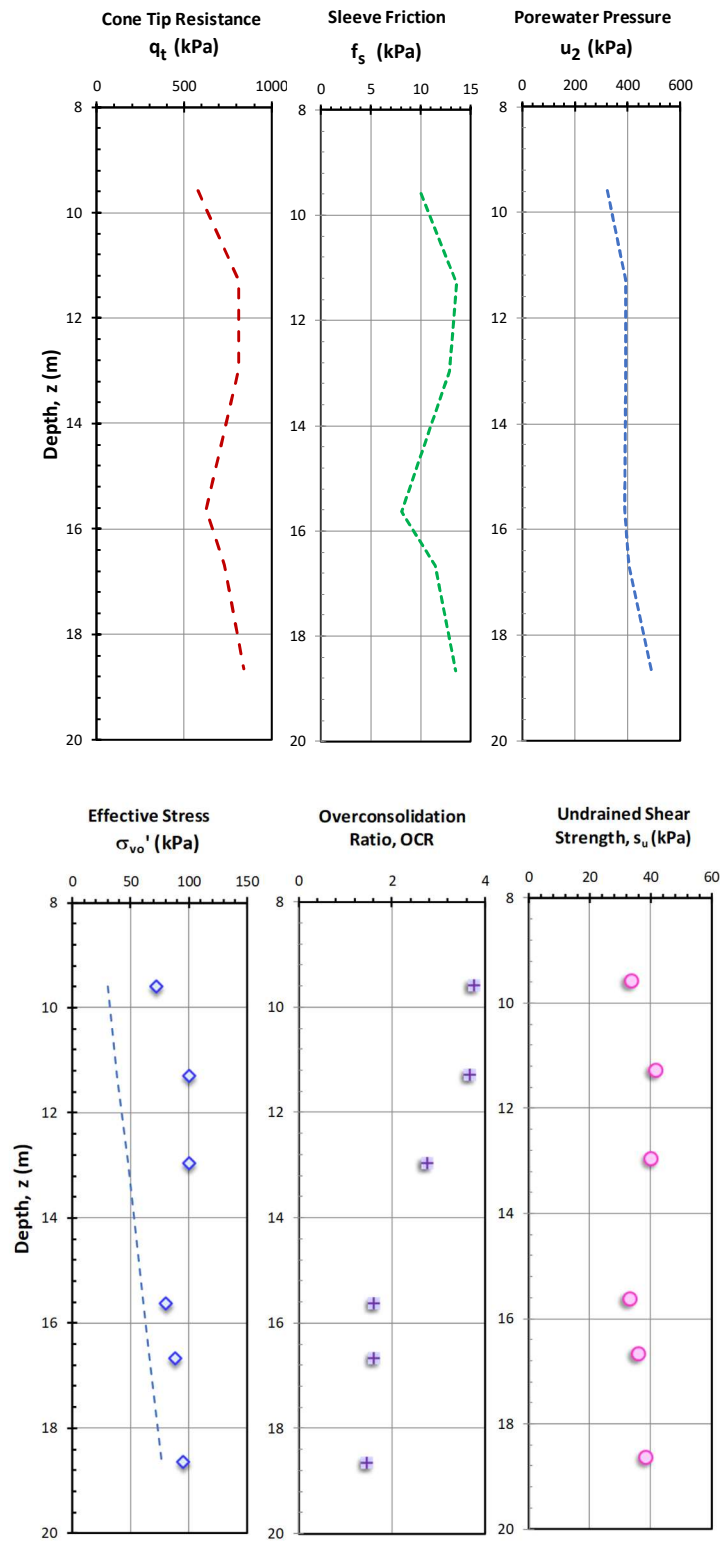 Cone Tip Resistance
qt (kPa)
Sleeve Friction
fs (kPa)
Porewater Pressure
u2 (kPa)
0 500 1000
0 5 10 15
0 200 400 600
8
10
12
14
16
18
20
Depth, z (m)
8
10
12
14
16
18
20
8
10
12
14
16
18
20
Effective Stress
σvo' (kPa)
Overconsolidation
Ratio, OCR
Undrained Shear
Strength, su (kPa)
0 50 100 150
0 2 4
0 20 40 60
8
10
12
14
16
18
20
Depth, z (m)
8
10
12
14
16
18
20
8
10
12
14
16
18
20